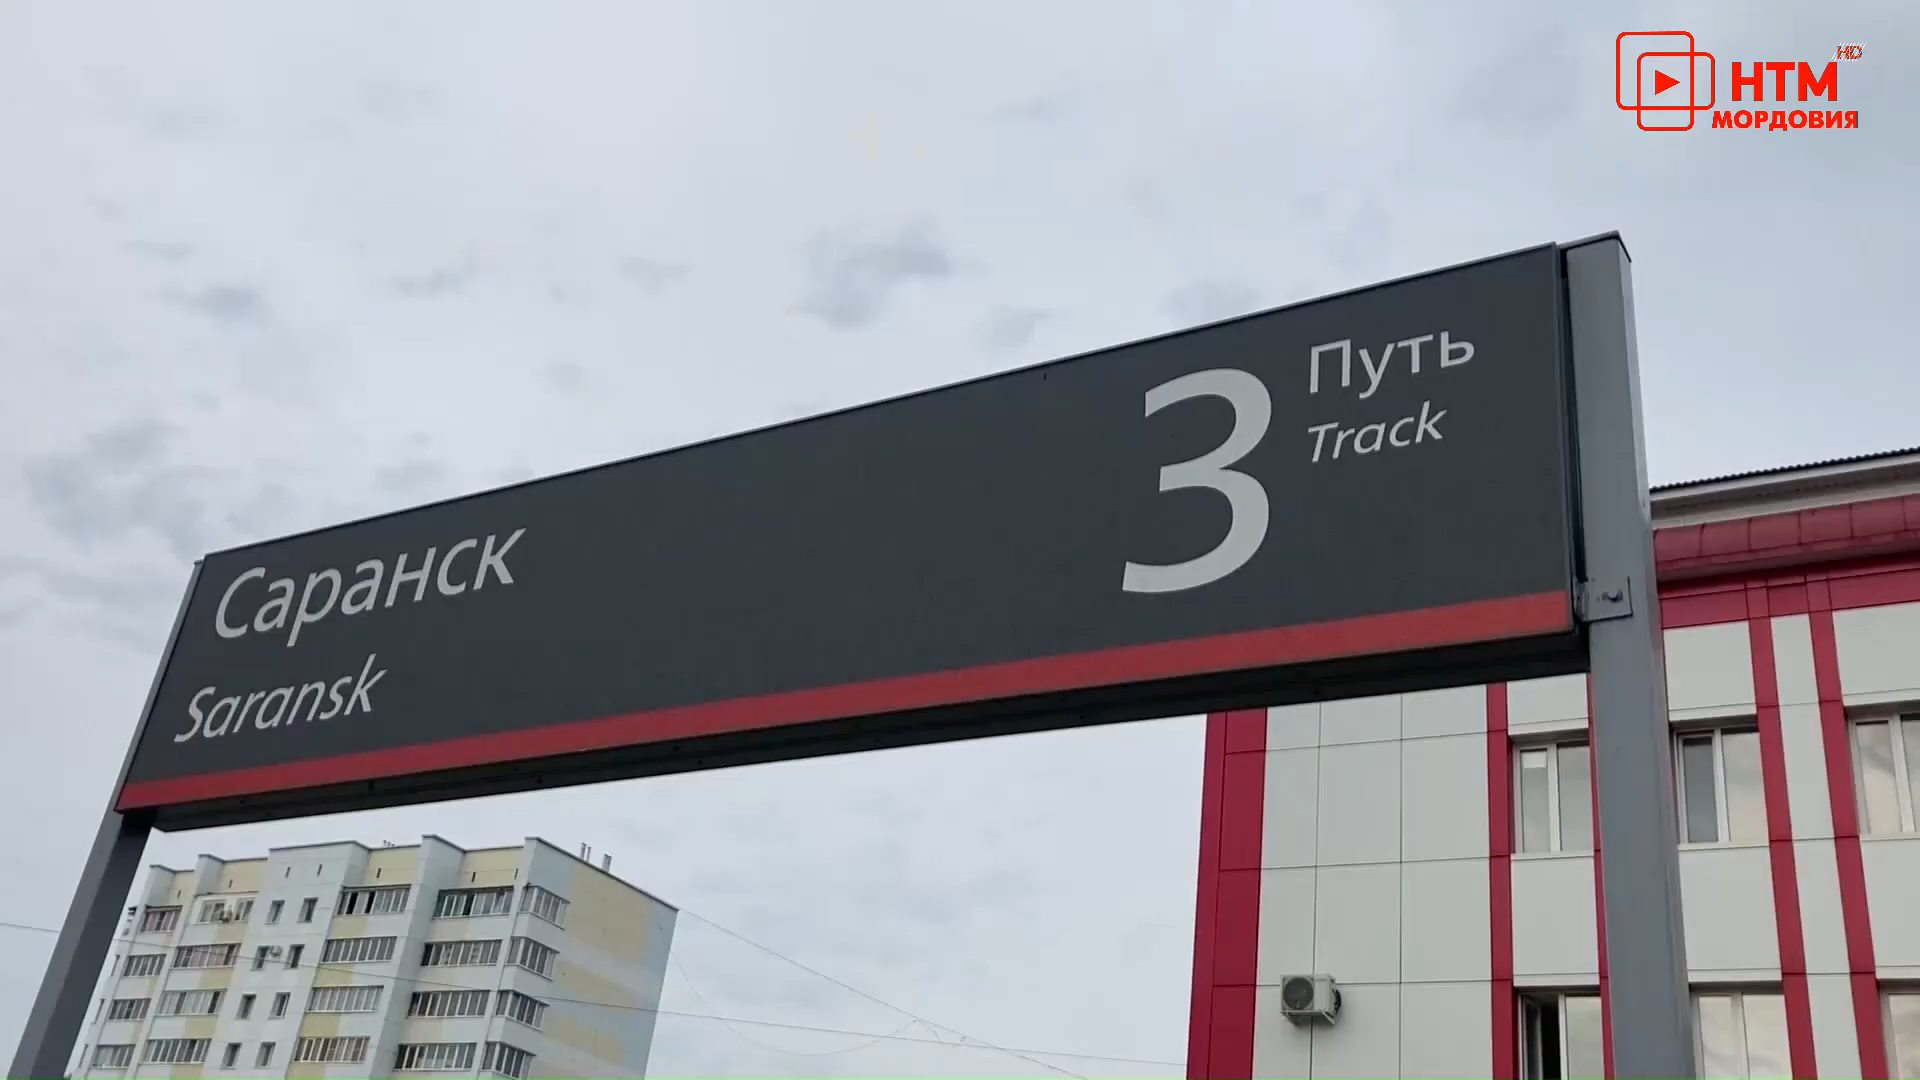 НТМ HD
МОРДОВИЯ
Саранск
Saransk
3 Путь
Track